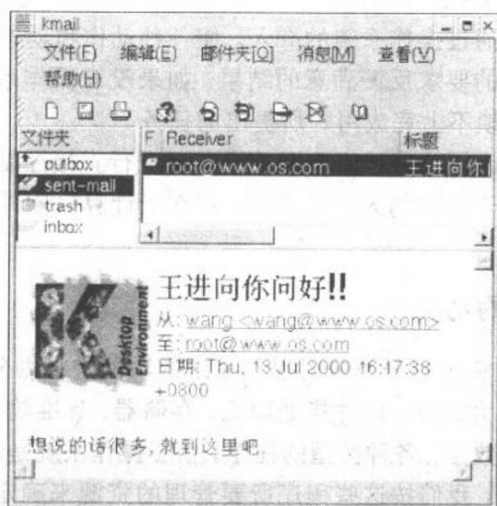 kmail
文件(F) 编辑(E) 邮件夹[O] 消息[M] 查看(V)
帮助(H)
文件夹
outbox
sent-mail
trash
inbox
F Receiver 标题
root@www.os.com 王进向你
K Desktop Environment
王进向你问好!!
从: wang <wang@www.os.com>
至: root@www.os.com
日期: Thu, 13 Jul 2000 16:17:38
+0800
想说的话很多,就到这里吧.